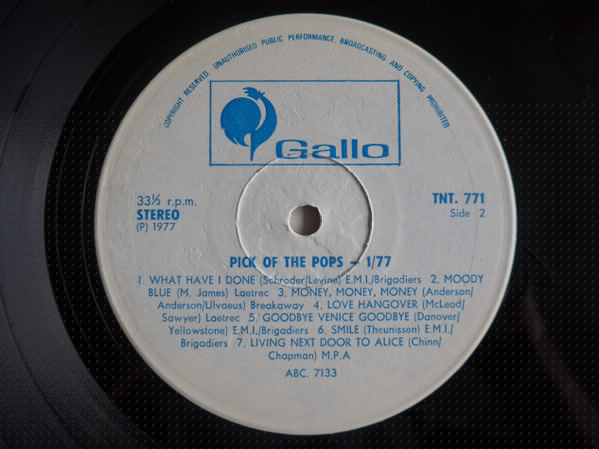 COPYRIGHT RESERVED. UNAUTHORISED PUBLIC PERFORMANCE, BROADCASTING AND COPYING PROHIBITED
Gallo
33⅓ r.p.m.
STEREO
(P) 1977
TNT. 771
Side 2
PICK OF THE POPS – 1/77
1. WHAT HAVE I DONE (Schroder/Levine) E.M.I./Brigadiers 2. MOODY
BLUE (M. James) Laetrec 3. MONEY, MONEY, MONEY (Anderson/
Anderson/Ulvaeus) Breakaway 4. LOVE HANGOVER (McLeod/
Sawyer) Laetrec 5. GOODBYE VENICE GOODBYE (Danover/
Yellowstone) E.M.I./Brigadiers 6. SMILE (Theunissen) E.M.I./
Brigadiers 7. LIVING NEXT DOOR TO ALICE (Chinn/
Chapman) M.P.A
ABC. 7133